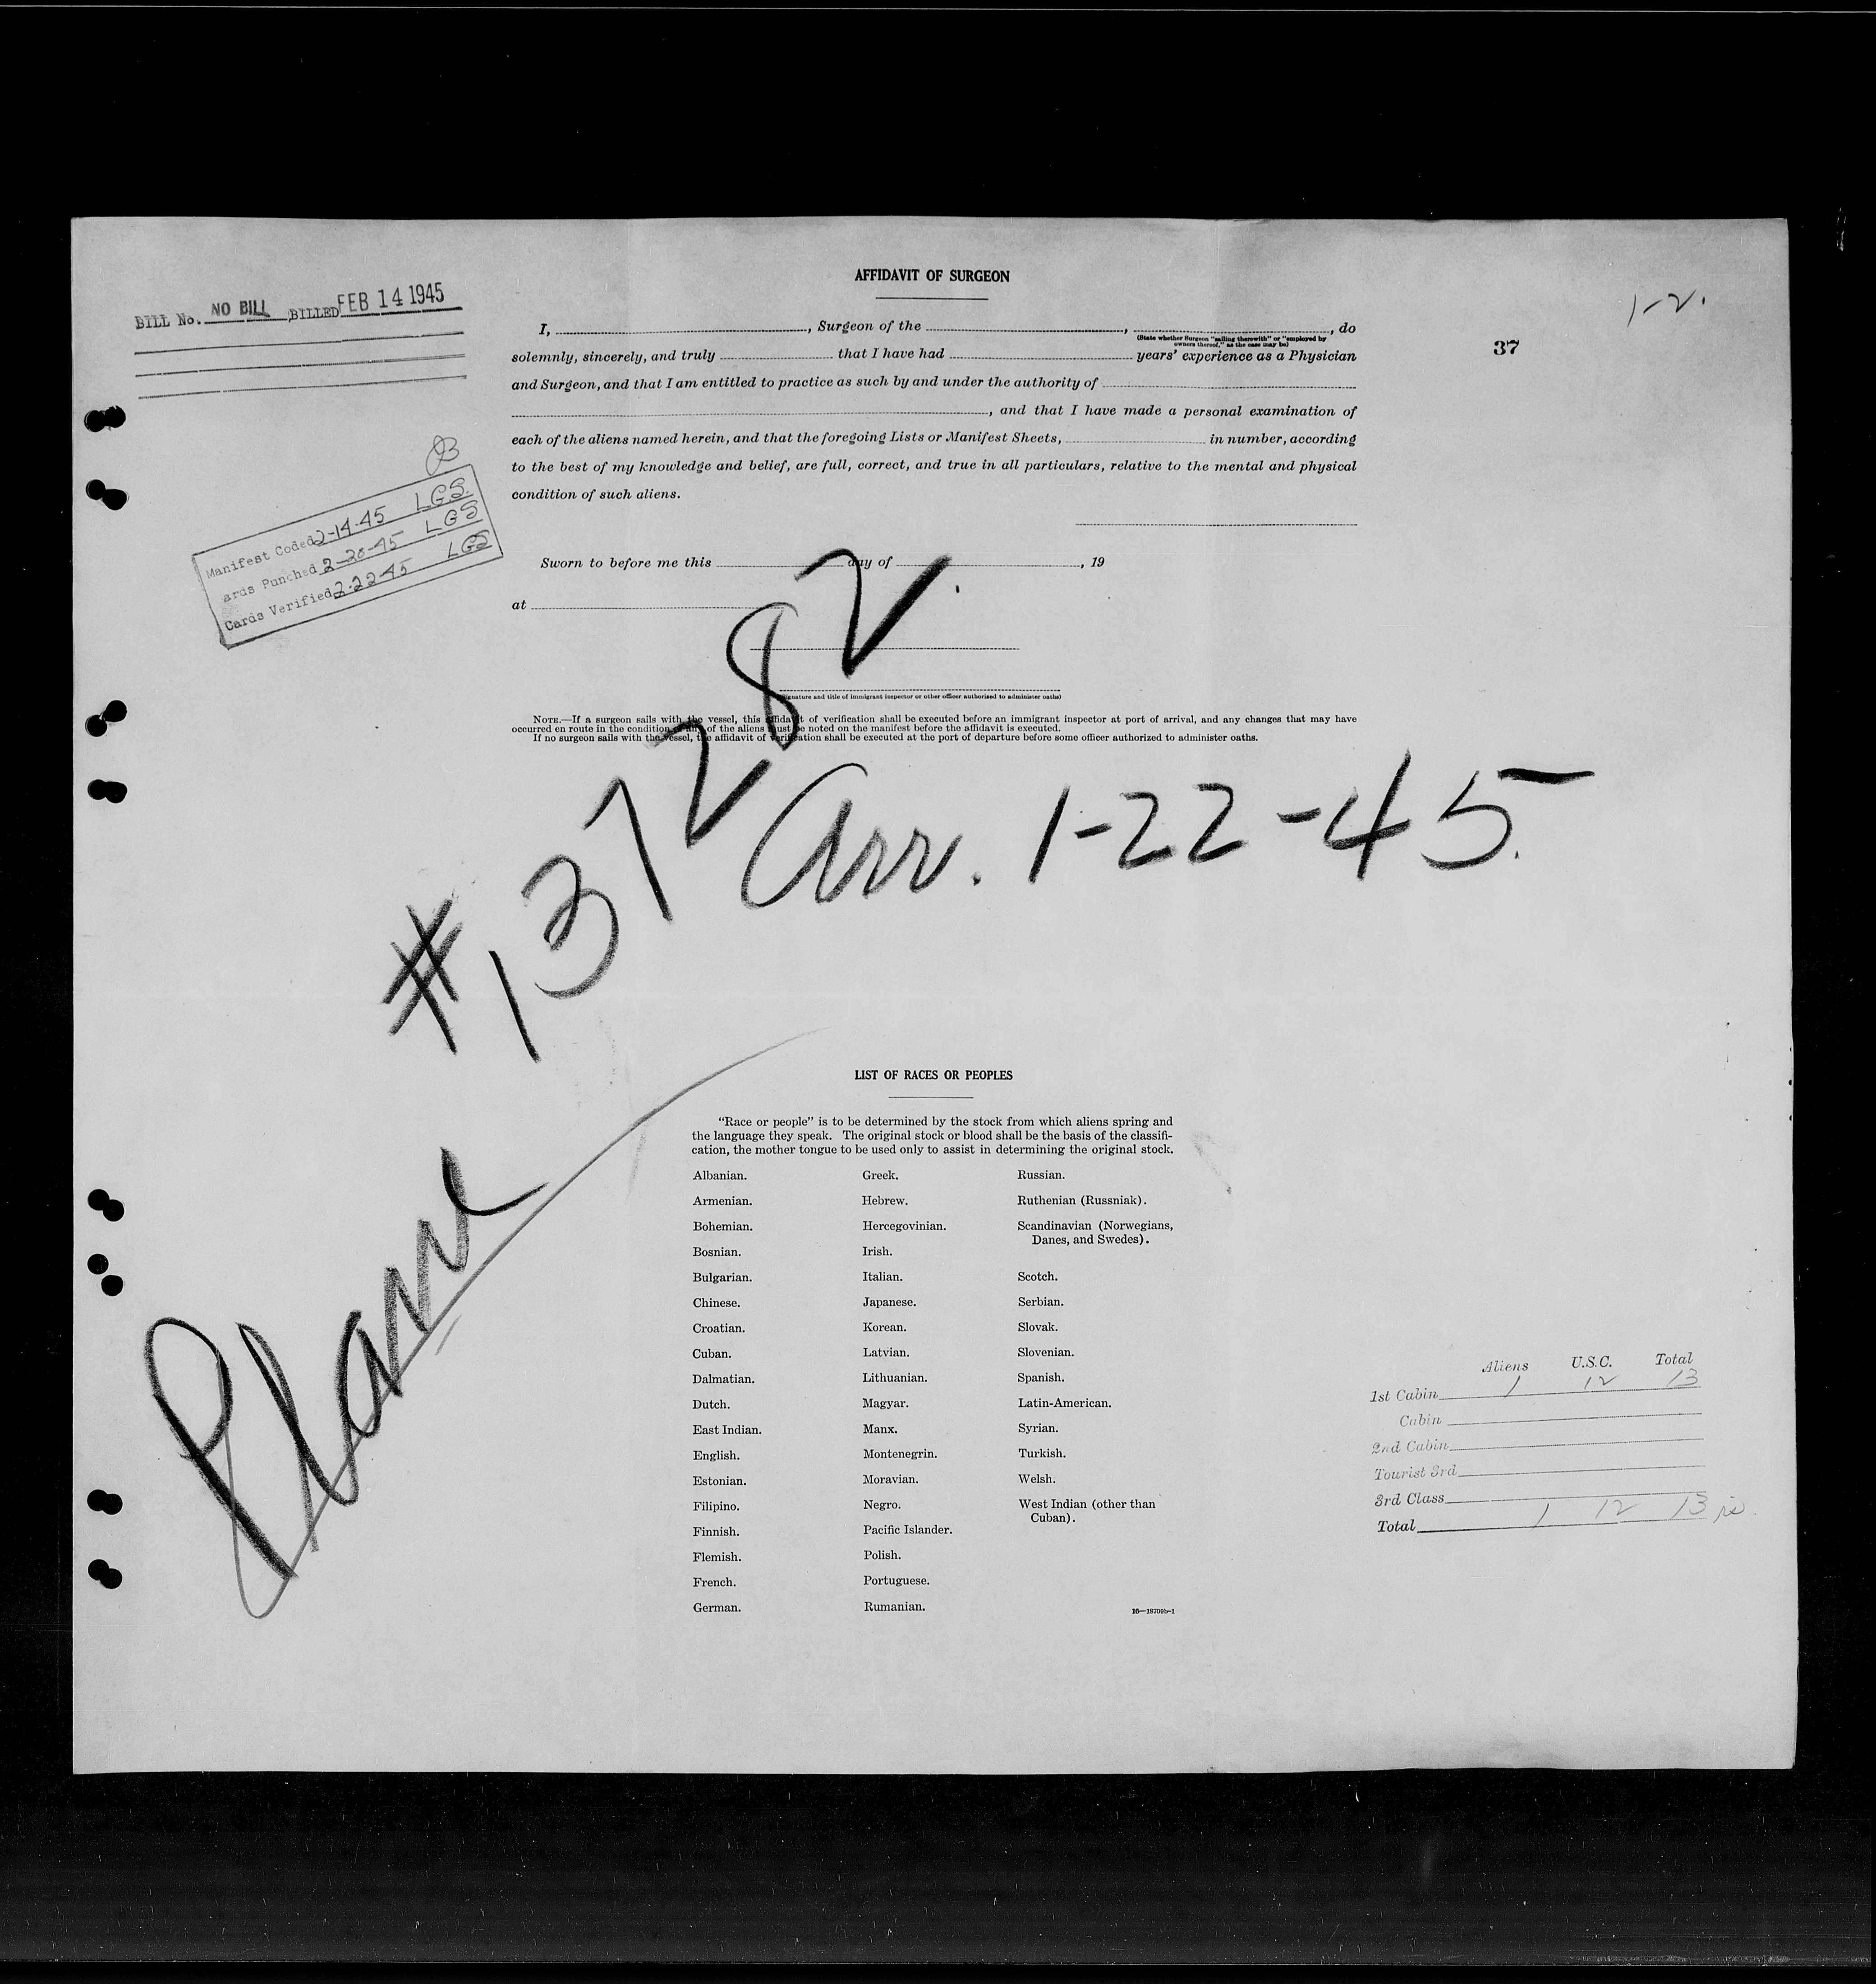 AFFIDAVIT OF SURGEON
BILL No. NO BILL BILLED FEB 14 1945
1-2.
37
I, , Surgeon of the , , do
(State whether Surgeon "sailing therewith" or "employed by
owners thereof," as the case may be)
solemnly, sincerely, and truly that I have had years' experience as a Physician
and Surgeon, and that I am entitled to practice as such by and under the authority of
, and that I have made a personal examination of
each of the aliens named herein, and that the foregoing Lists or Manifest Sheets, in number, according
to the best of my knowledge and belief, are full, correct, and true in all particulars, relative to the mental and physical
condition of such aliens.
Manifest Coded 2-14-45 LGS
ards Punched 2-20-45 LGS
Cards Verified 2-22-45 LGS
Sworn to before me this day of , 19
at
(Signature and title of immigrant inspector or other officer authorized to administer oaths)
NOTE.—If a surgeon sails with the vessel, this affidavit of verification shall be executed before an immigrant inspector at port of arrival, and any changes that may have
occurred en route in the condition of any of the aliens must be noted on the manifest before the affidavit is executed.
If no surgeon sails with the vessel, the affidavit of verification shall be executed at the port of departure before some officer authorized to administer oaths.
#137282.
Arr. 1-22-45.
Plane
LIST OF RACES OR PEOPLES
"Race or people" is to be determined by the stock from which aliens spring and
the language they speak. The original stock or blood shall be the basis of the classifi-
cation, the mother tongue to be used only to assist in determining the original stock.
Albanian. Greek. Russian.
Armenian. Hebrew. Ruthenian (Russniak).
Bohemian. Hercegovinian. Scandinavian (Norwegians,
Danes, and Swedes).
Bosnian. Irish.
Bulgarian. Italian. Scotch.
Chinese. Japanese. Serbian.
Croatian. Korean. Slovak.
Cuban. Latvian. Slovenian.
Dalmatian. Lithuanian. Spanish.
Dutch. Magyar. Latin-American.
East Indian. Manx. Syrian.
English. Montenegrin. Turkish.
Estonian. Moravian. Welsh.
Filipino. Negro. West Indian (other than
Cuban).
Finnish. Pacific Islander.
Flemish. Polish.
French. Portuguese.
German. Rumanian.
16—18709b-1
Aliens U.S.C. Total
1st Cabin 1 12 13
Cabin
2nd Cabin
Tourist 3rd
3rd Class
Total 1 12 13